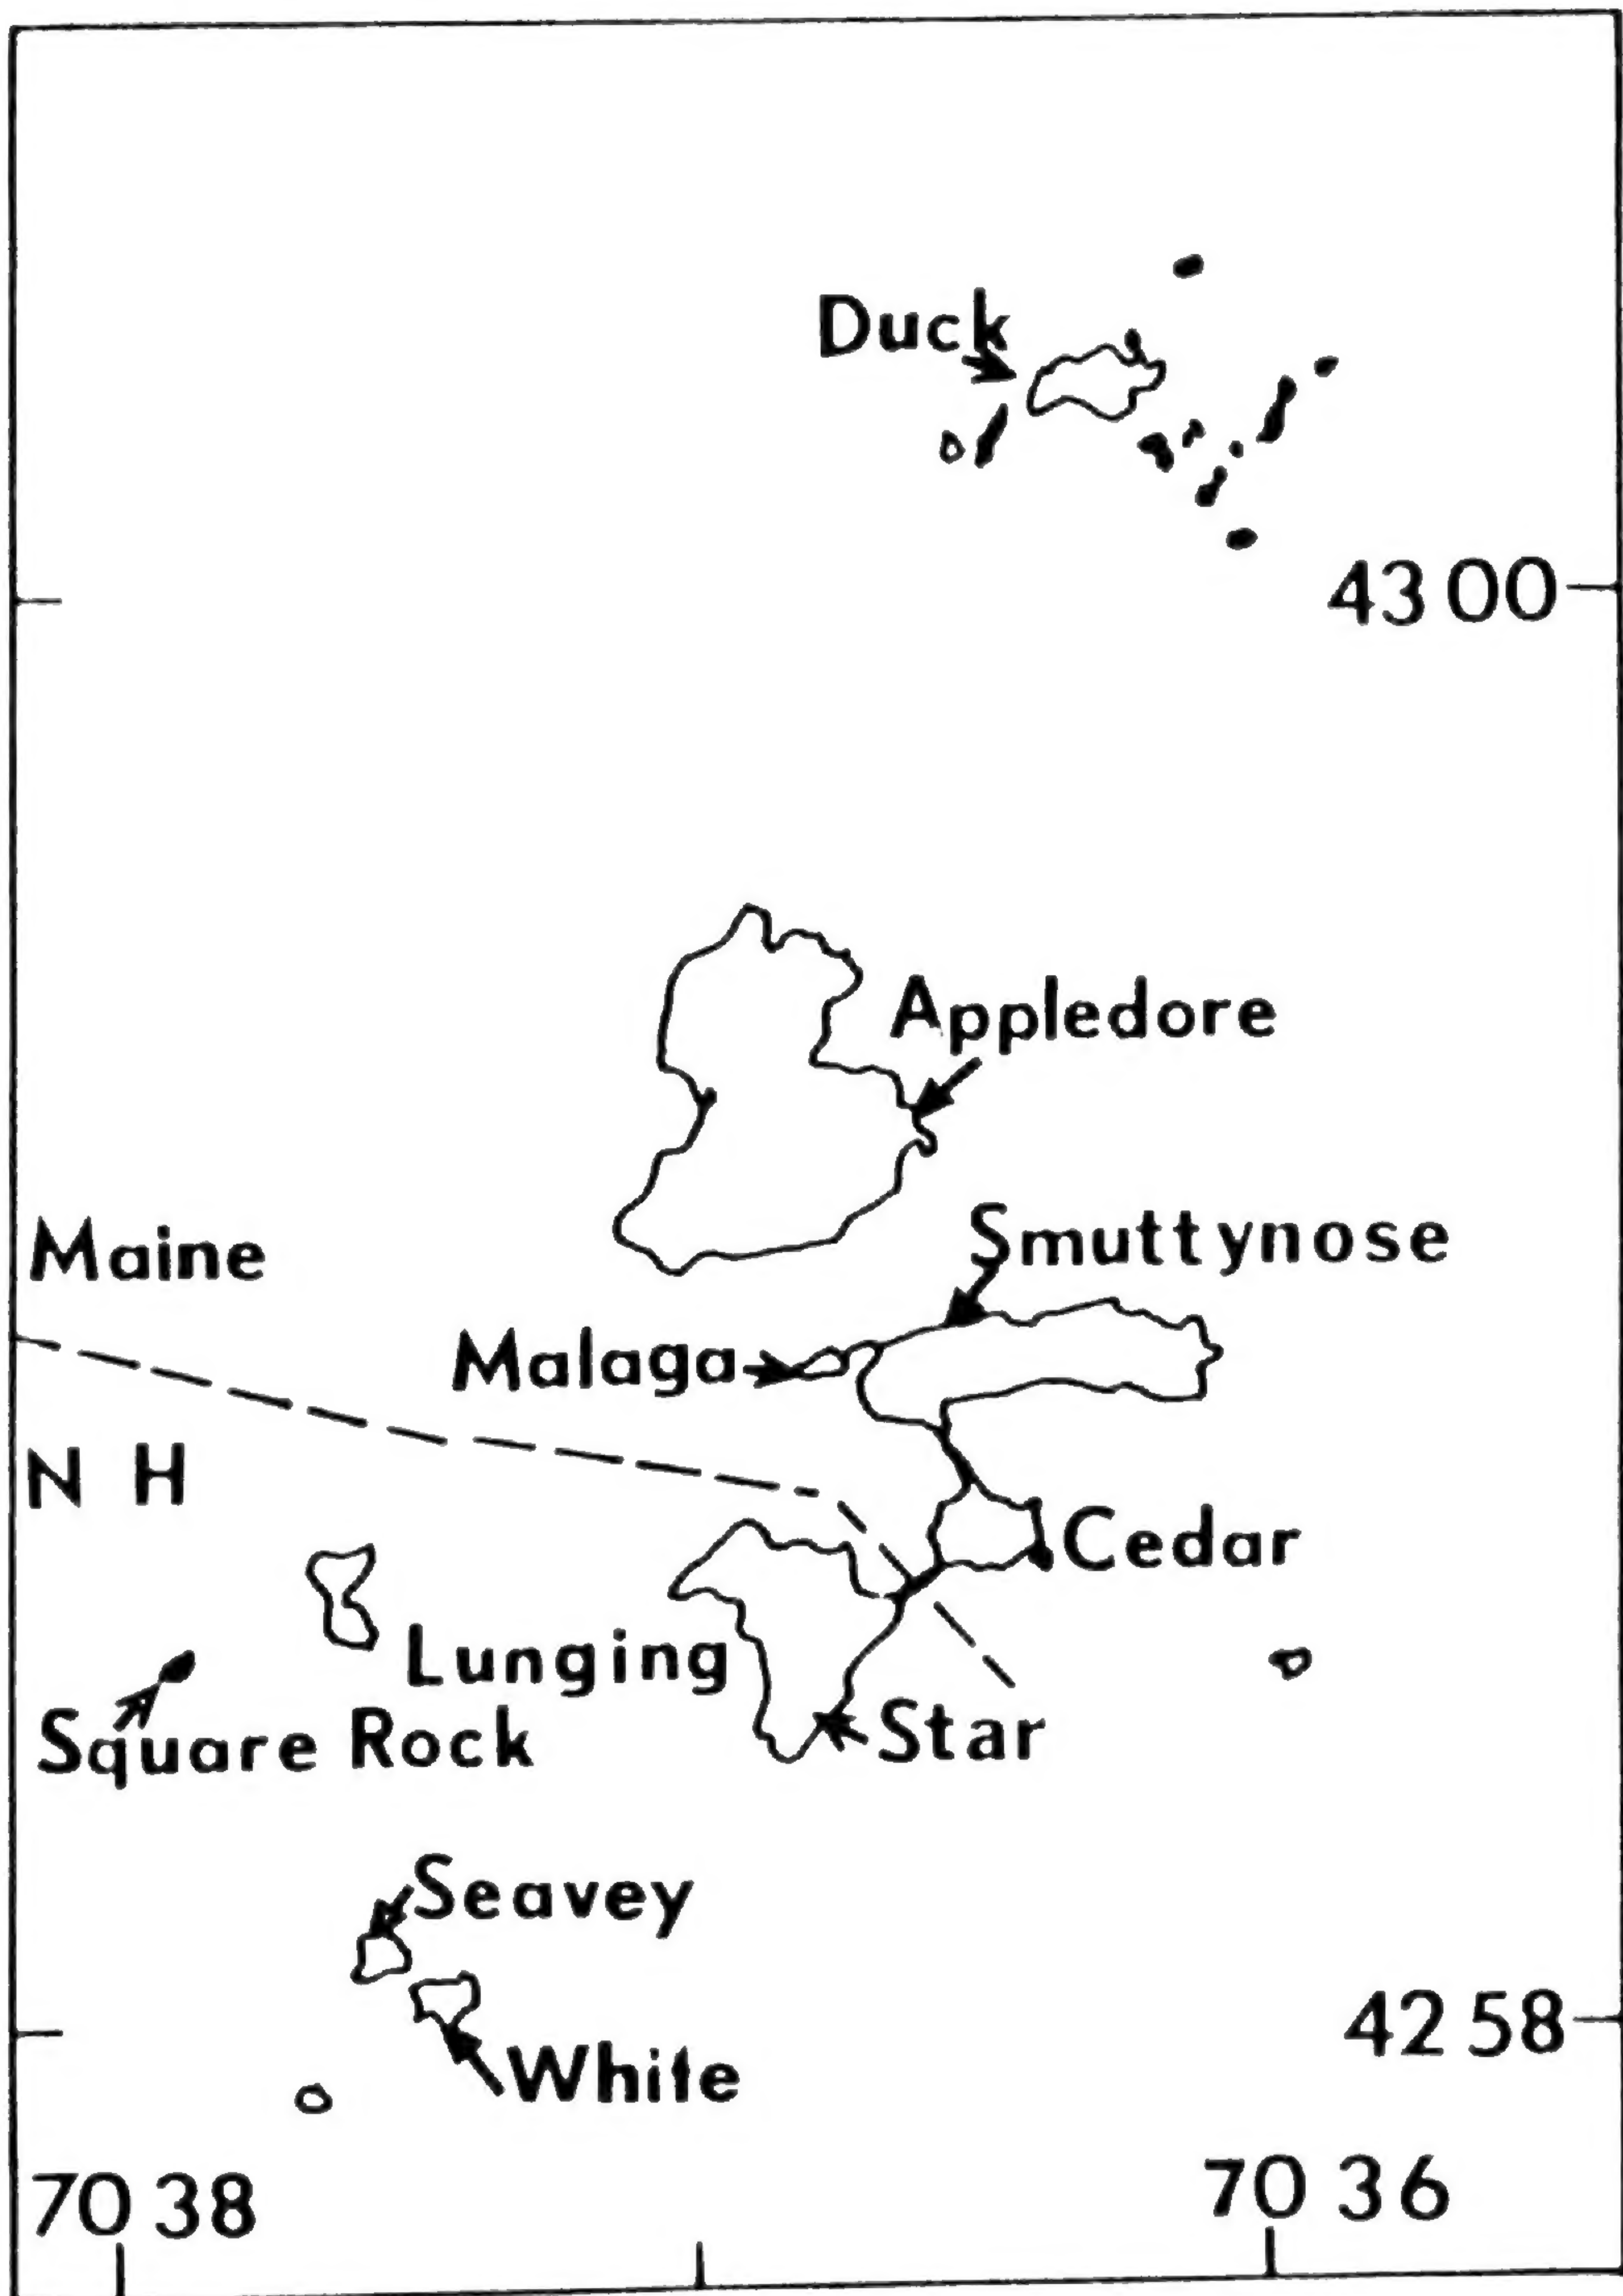 Duck
43 00
Appledore
Smuttynose
Maine
Malaga
N H
Cedar
Lunging
Square Rock
Star
Seavey
42 58
White
70 38
70 36